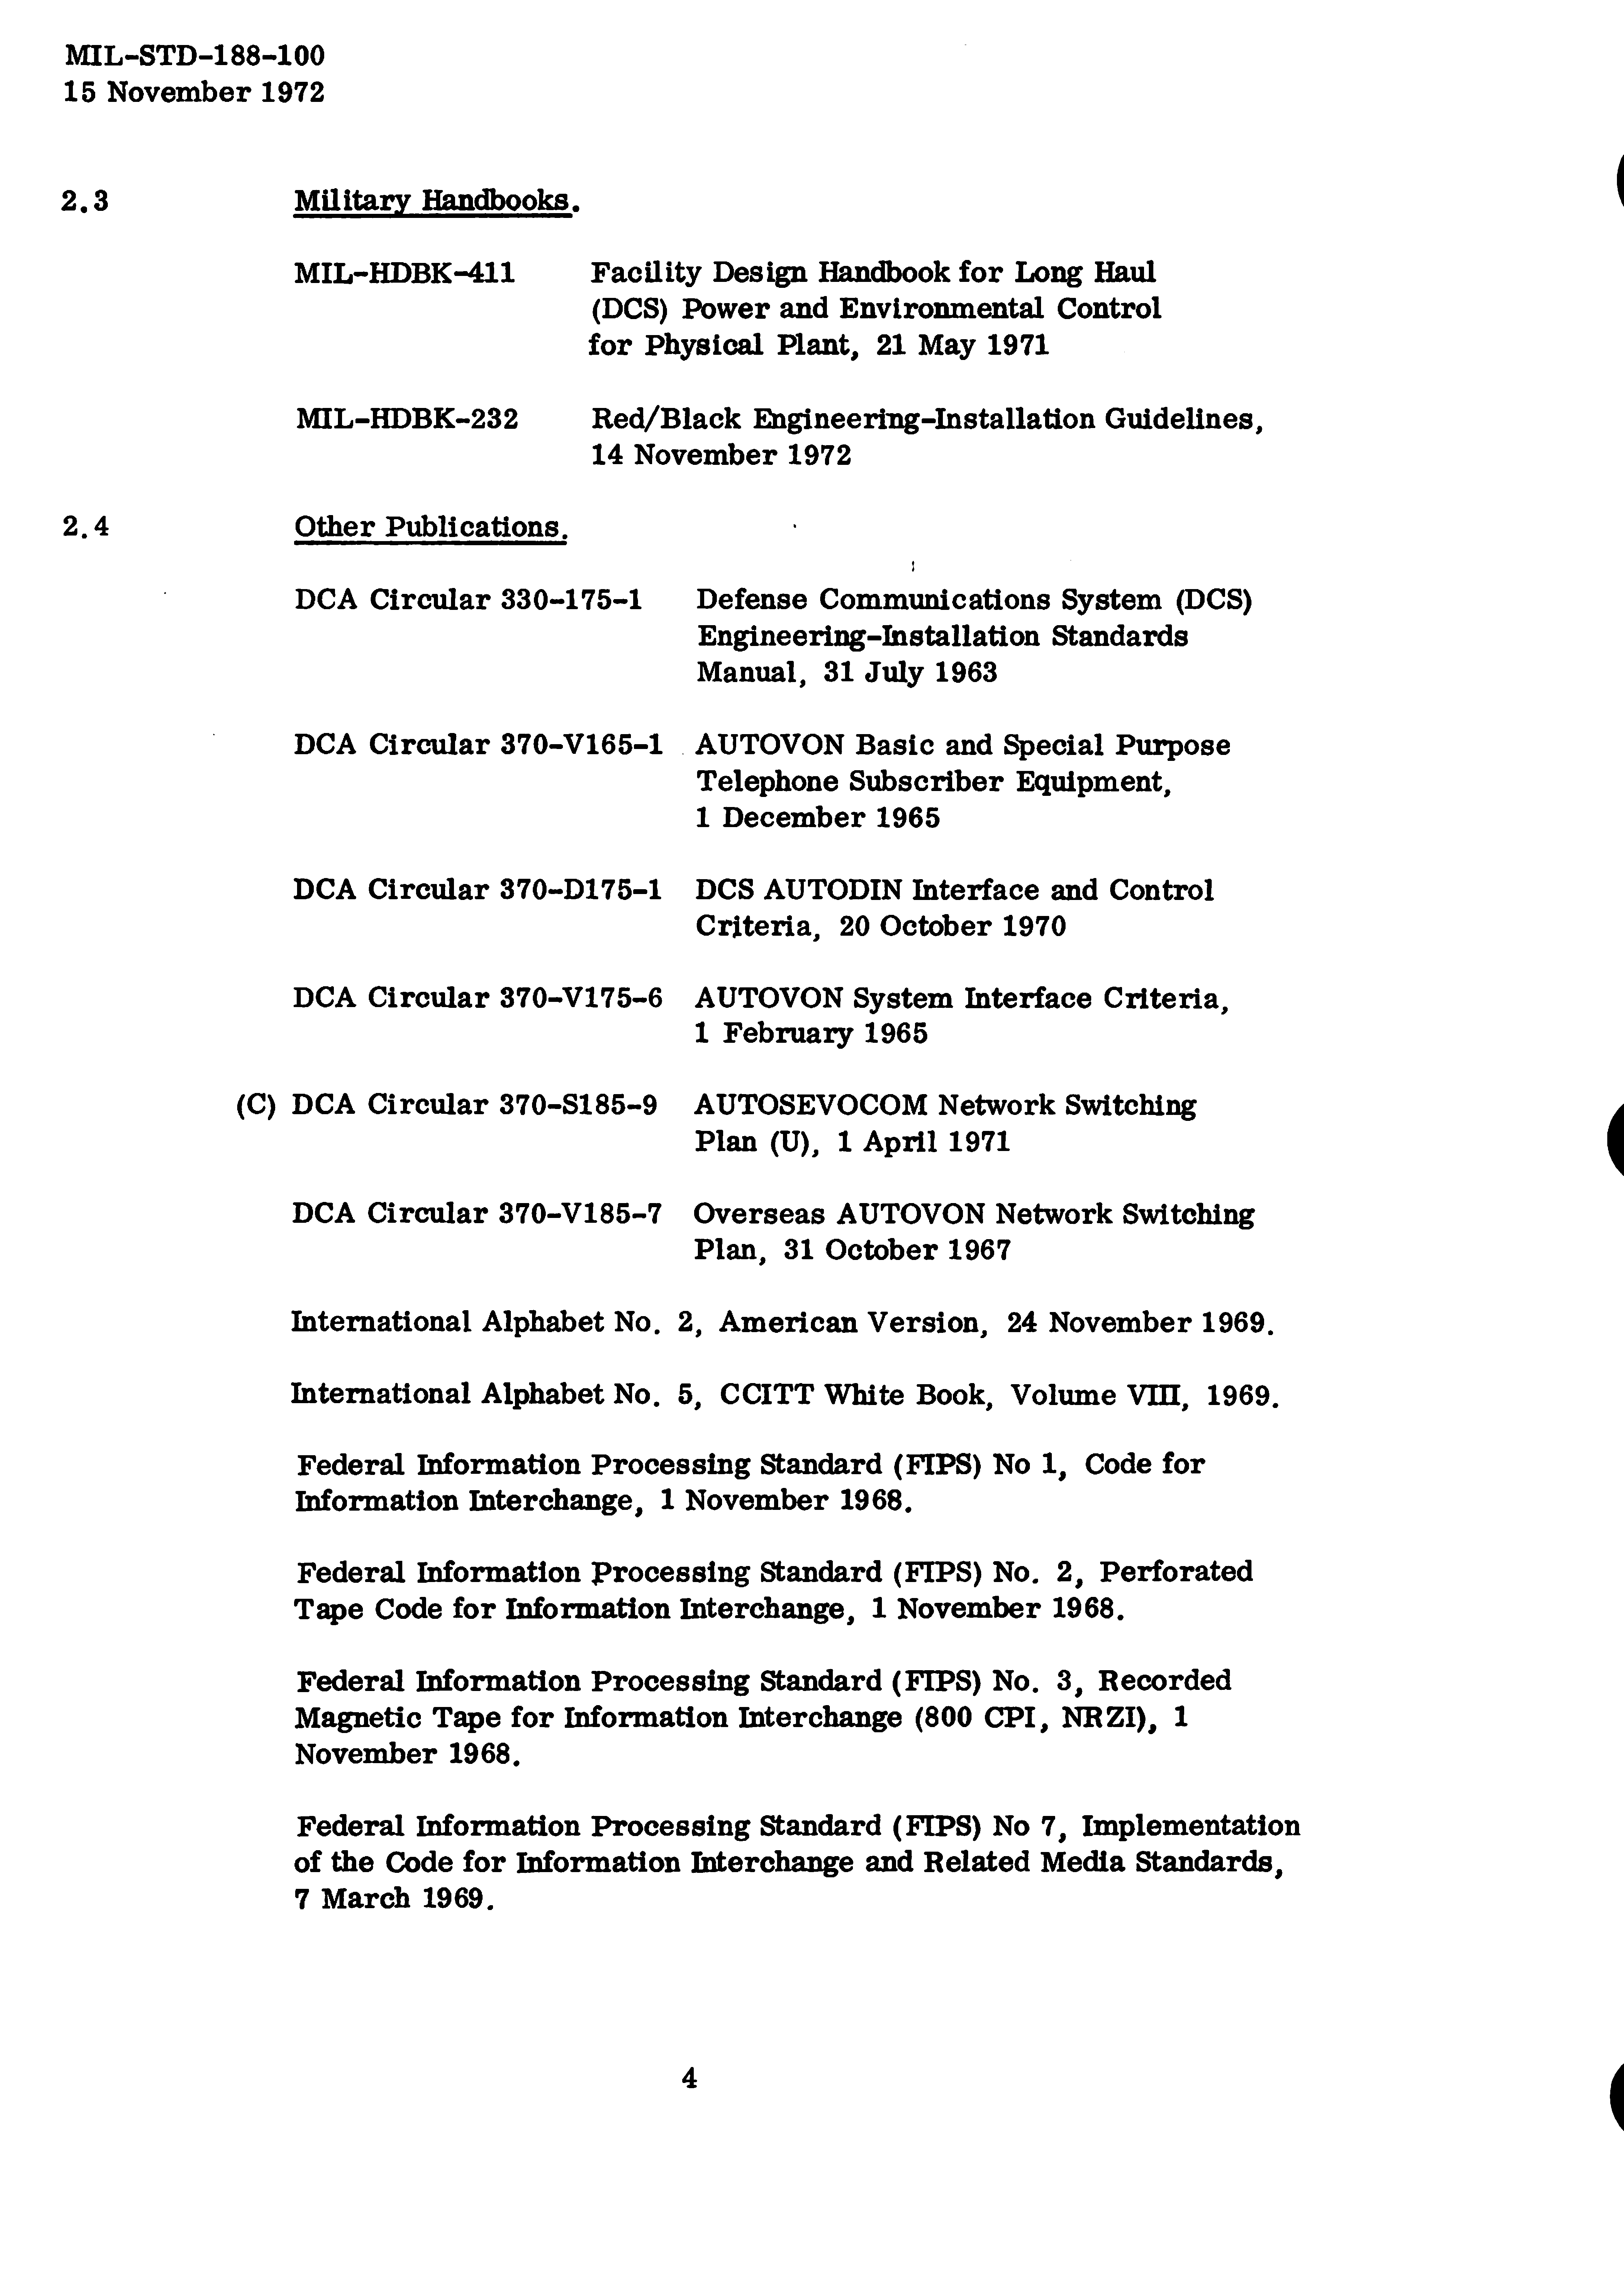 MIL-STD-188-100
15 November 1972
2.3 Military Handbooks.
MIL-HDBK-411 Facility Design Handbook for Long Haul
(DCS) Power and Environmental Control
for Physical Plant, 21 May 1971
MIL-HDBK-232 Red/Black Engineering-Installation Guidelines,
14 November 1972
2.4 Other Publications.
DCA Circular 330-175-1 Defense Communications System (DCS)
Engineering-Installation Standards
Manual, 31 July 1963
DCA Circular 370-V165-1 AUTOVON Basic and Special Purpose
Telephone Subscriber Equipment,
1 December 1965
DCA Circular 370-D175-1 DCS AUTODIN Interface and Control
Criteria, 20 October 1970
DCA Circular 370-V175-6 AUTOVON System Interface Criteria,
1 February 1965
(C) DCA Circular 370-S185-9 AUTOSEVOCOM Network Switching
Plan (U), 1 April 1971
DCA Circular 370-V185-7 Overseas AUTOVON Network Switching
Plan, 31 October 1967
International Alphabet No. 2, American Version, 24 November 1969.
International Alphabet No. 5, CCITT White Book, Volume VIII, 1969.
Federal Information Processing Standard (FIPS) No 1, Code for
Information Interchange, 1 November 1968.
Federal Information Processing Standard (FIPS) No. 2, Perforated
Tape Code for Information Interchange, 1 November 1968.
Federal Information Processing Standard (FIPS) No. 3, Recorded
Magnetic Tape for Information Interchange (800 CPI, NRZI), 1
November 1968.
Federal Information Processing Standard (FIPS) No 7, Implementation
of the Code for Information Interchange and Related Media Standards,
7 March 1969.
4